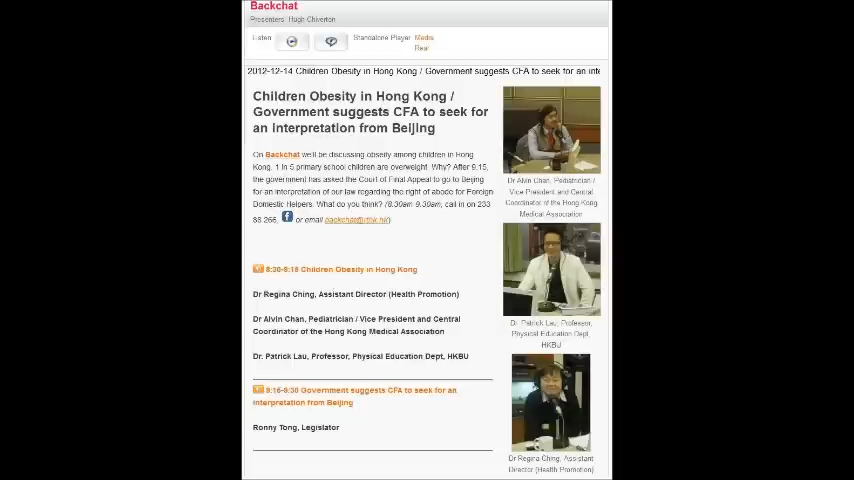 Backchat
Presenters: Hugh Chiverton
Listen
Standalone Player
Media
Real
2012-12-14 Children Obesity in Hong Kong / Government suggests CFA to seek for an inte
Children Obesity in Hong Kong /
Government suggests CFA to seek for
an interpretation from Beijing
On Backchat we'll be discussing obseity among children in Hong
Kong. 1 in 5 primary school children are overweight. Why? After 9.15,
the government has asked the Court of Final Appeal to go to Beijing
for an interpretation of our law regarding the right of abode for Foreign
Domestic Helpers. What do you think? (8.30am-9.30am, call in on 233
88 266, or email backchat@rthk.hk)
8:30-9:15 Children Obesity in Hong Kong
Dr Regina Ching, Assistant Director (Health Promotion)
Dr Alvin Chan, Pediatrician / Vice President and Central
Coordinator of the Hong Kong Medical Association
Dr. Patrick Lau, Professor, Physical Education Dept, HKBU
9:15-9:30 Government suggests CFA to seek for an
interpretation from Beijing
Ronny Tong, Legislator
Dr Alvin Chan, Pediatrician /
Vice President and Central
Coordinator of the Hong Kong
Medical Association
Dr. Patrick Lau, Professor,
Physical Education Dept,
HKBU
Dr Regina Ching, Assistant
Director (Health Promotion)